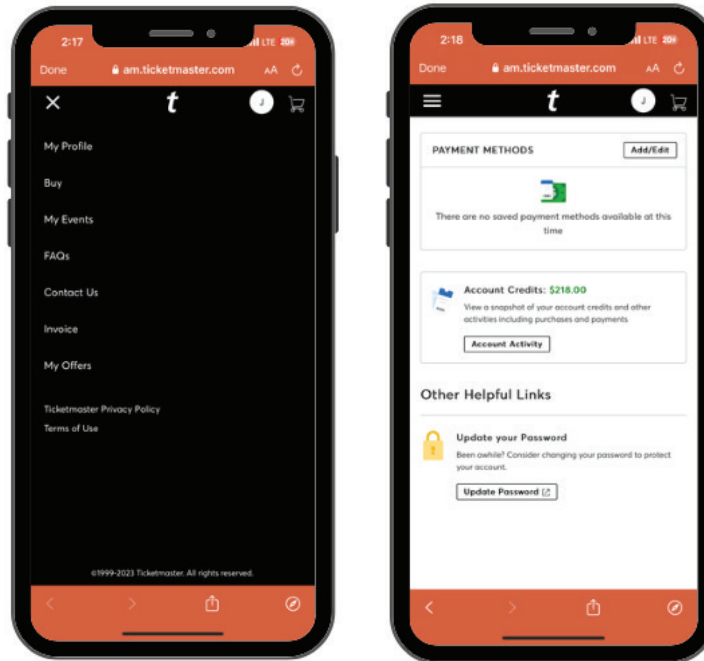 2:17
LTE
Done
am.ticketmaster.com
AA
t
J
My Profile
Buy
My Events
FAQs
Contact Us
Invoice
My Offers
Ticketmaster Privacy Policy
Terms of Use
©1999-2023 Ticketmaster. All rights reserved.
2:18
LTE
Done
am.ticketmaster.com
AA
t
J
PAYMENT METHODS
Add/Edit
There are no saved payment methods available at this
time
Account Credits: $218.00
View a snapshot of your account credits and other
activities including purchases and payments
Account Activity
Other Helpful Links
Update your Password
Been awhile? Consider changing your password to protect
your account.
Update Password